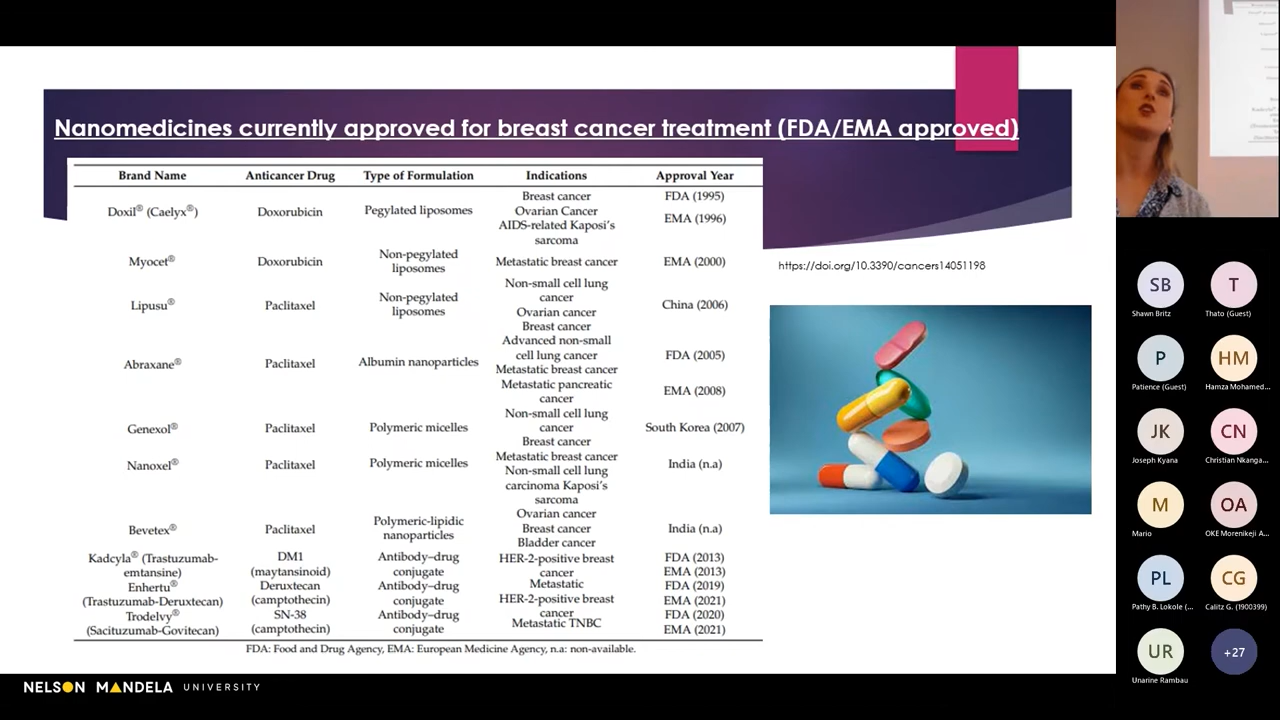 Nanomedicines currently approved for breast cancer treatment (FDA/EMA approved)
Brand Name Anticancer Drug Type of Formulation Indications Approval Year
Doxil® (Caelyx®) Doxorubicin Pegylated liposomes Breast cancer Ovarian Cancer AIDS-related Kaposi's sarcoma FDA (1995) EMA (1996)
Myocet® Doxorubicin Non-pegylated liposomes Metastatic breast cancer EMA (2000)
Lipusu® Paclitaxel Non-pegylated liposomes Non-small cell lung cancer Ovarian cancer Breast cancer China (2006)
Abraxane® Paclitaxel Albumin nanoparticles Advanced non-small cell lung cancer Metastatic breast cancer Metastatic pancreatic cancer FDA (2005) EMA (2008)
Genexol® Paclitaxel Polymeric micelles Non-small cell lung cancer Breast cancer South Korea (2007)
Nanoxel® Paclitaxel Polymeric micelles Metastatic breast cancer Non-small cell lung carcinoma Kaposi's sarcoma India (n.a)
Bevetex® Paclitaxel Polymeric-lipidic nanoparticles Ovarian cancer Breast cancer Bladder cancer India (n.a)
Kadcyla® (Trastuzumab-emtansine) DM1 (maytansinoid) Antibody–drug conjugate HER-2-positive breast cancer FDA (2013) EMA (2013)
Enhertu® (Trastuzumab-Deruxtecan) Deruxtecan (camptothecin) Antibody–drug conjugate Metastatic HER-2-positive breast cancer FDA (2019) EMA (2021)
Trodelvy® (Sacituzumab-Govitecan) SN-38 (camptothecin) Antibody–drug conjugate Metastatic TNBC FDA (2020) EMA (2021)
FDA: Food and Drug Agency, EMA: European Medicine Agency, n.a: non-available.
https://doi.org/10.3390/cancers14051198
NELSON MANDELA UNIVERSITY
SB
Shawn Britz
T
Thato (Guest)
P
Patience (Guest)
HM
Hamza Mohamed...
JK
Joseph Kyana
CN
Christian Nkanga...
M
Mario
OA
OKE Morenikeji A...
PL
Pathy B. Lokole (...
CG
Calitz G. (1900399)
UR
Unarine Rambau
+27